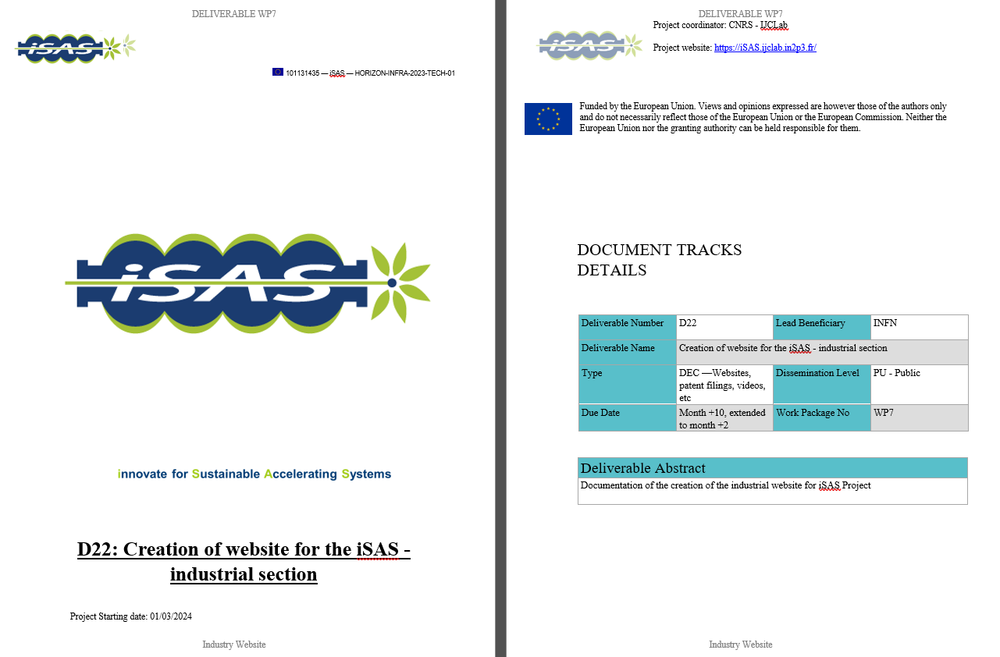 DELIVERABLE WP7
iSAS
101131435 — iSAS — HORIZON-INFRA-2023-TECH-01
iSAS
innovate for Sustainable Accelerating Systems
D22: Creation of website for the iSAS -
industrial section
Project Starting date: 01/03/2024
Industry Website
DELIVERABLE WP7
iSAS
Project coordinator: CNRS - IJCLab
Project website: https://iSAS.ijclab.in2p3.fr/
Funded by the European Union. Views and opinions expressed are however those of the authors only
and do not necessarily reflect those of the European Union or the European Commission. Neither the
European Union nor the granting authority can be held responsible for them.
DOCUMENT TRACKS
DETAILS
Deliverable Number D22 Lead Beneficiary INFN
Deliverable Name Creation of website for the iSAS - industrial section
Type DEC —Websites, Dissemination Level PU - Public
patent filings, videos,
etc
Due Date Month +10, extended Work Package No WP7
to month +2
Deliverable Abstract
Documentation of the creation of the industrial website for iSAS Project
Industry Website